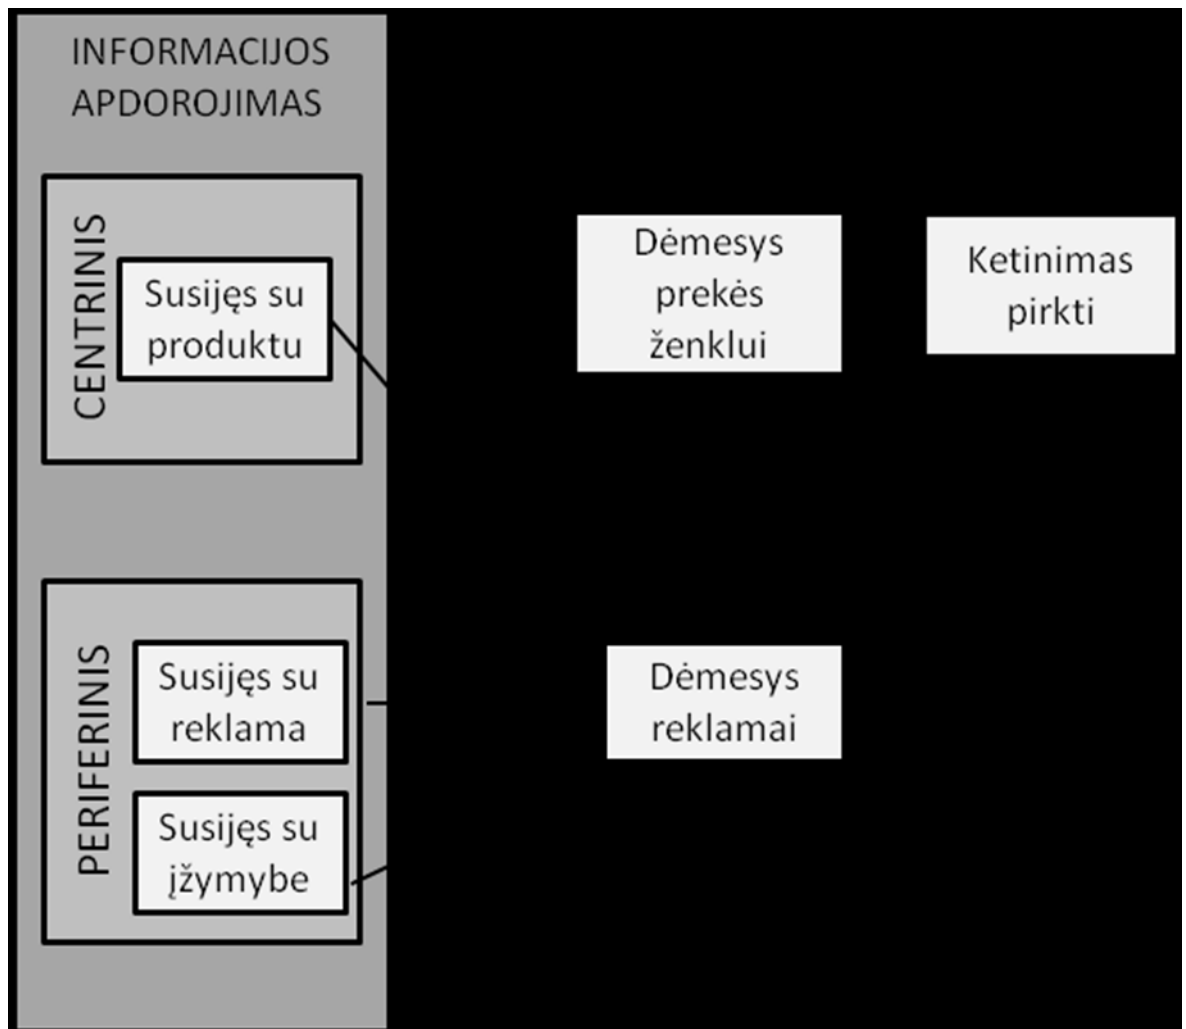 INFORMACIJOS
APDOROJIMAS
CENTRINIS
Susijęs su
produktu
Dėmesys
prekės
ženklui
Ketinimas
pirkti
PERIFERINIS
Susijęs su
reklama
Dėmesys
reklamai
Susijęs su
įžymybe